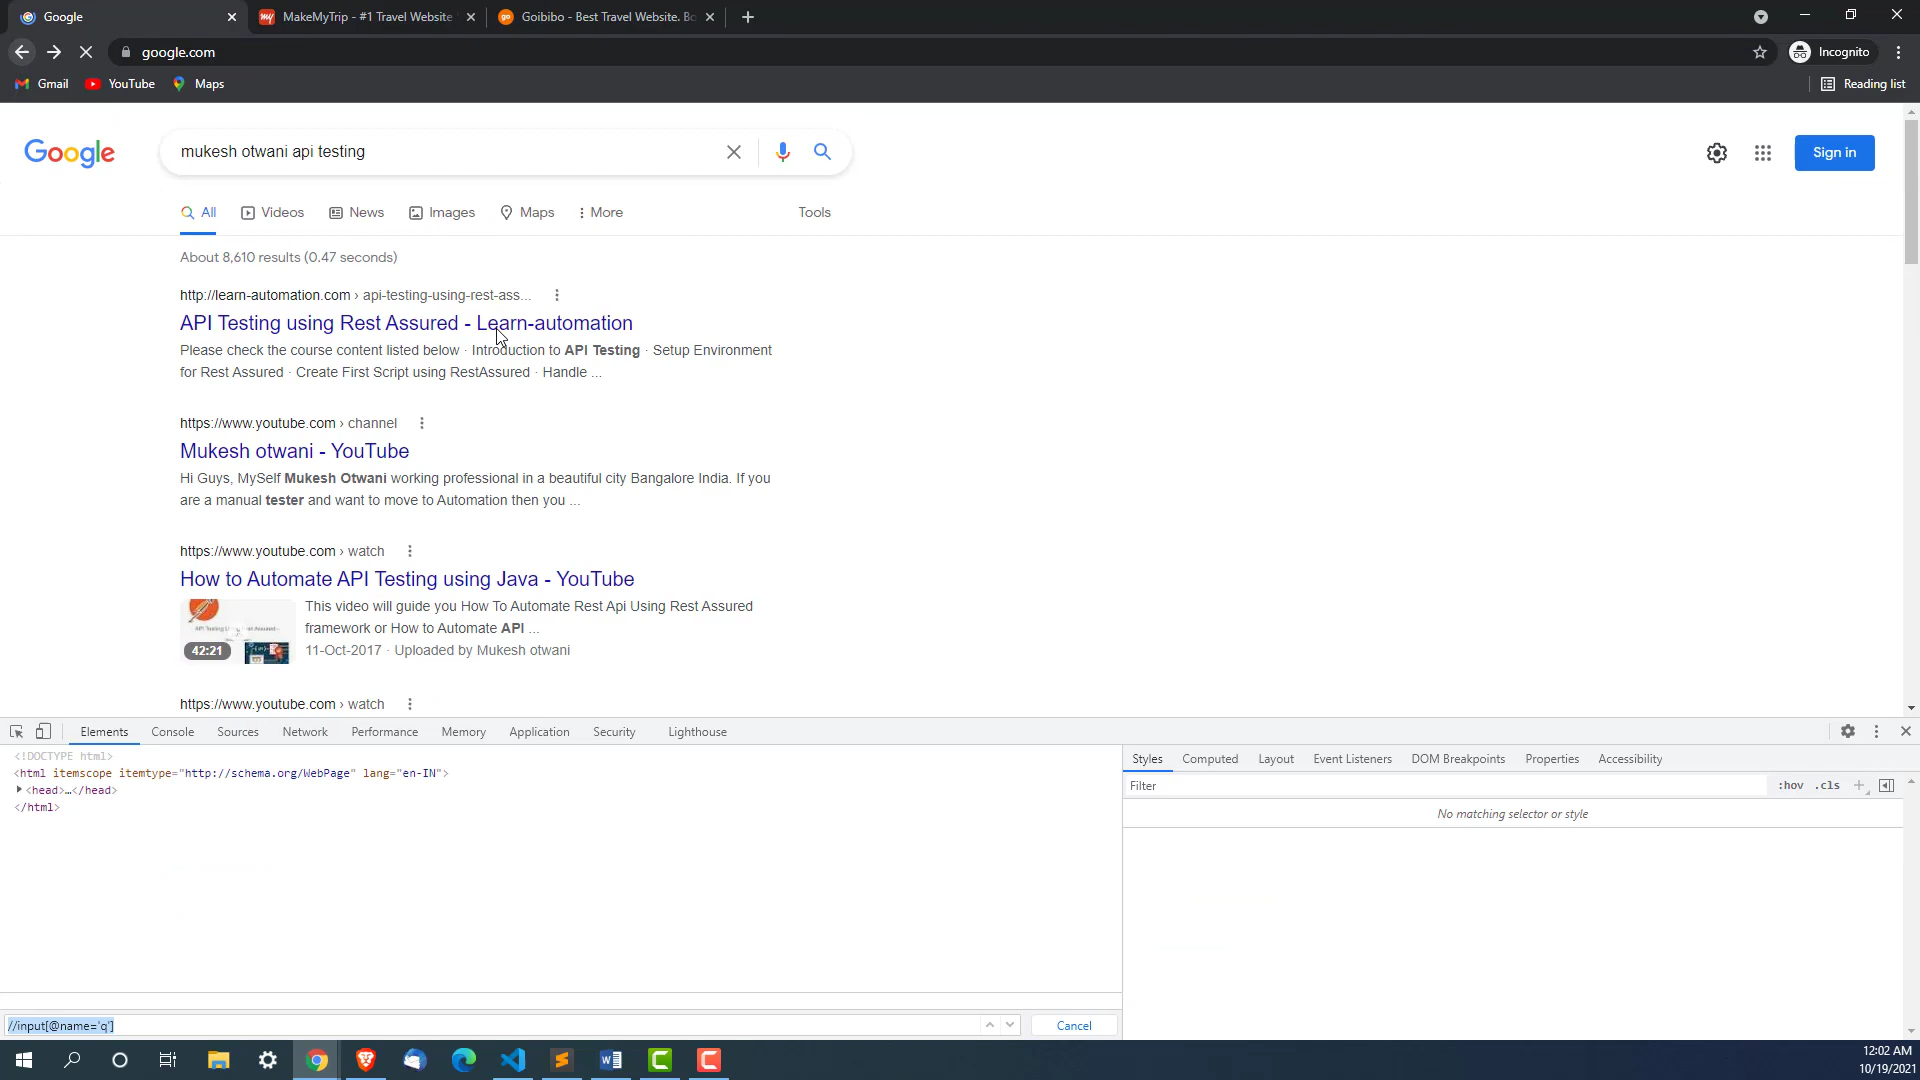 Google
MakeMyTrip - #1 Travel Website
Goibibo - Best Travel Website. Bo
google.com
Incognito
Gmail
YouTube
Maps
Reading list
Google
mukesh otwani api testing
Sign in
All
Videos
News
Images
Maps
More
Tools
About 8,610 results (0.47 seconds)
http://learn-automation.com › api-testing-using-rest-ass...
API Testing using Rest Assured - Learn-automation
Please check the course content listed below · Introduction to API Testing · Setup Environment
for Rest Assured · Create First Script using RestAssured · Handle ...
https://www.youtube.com › channel
Mukesh otwani - YouTube
Hi Guys, MySelf Mukesh Otwani working professional in a beautiful city Bangalore India. If you
are a manual tester and want to move to Automation then you ...
https://www.youtube.com › watch
How to Automate API Testing using Java - YouTube
This video will guide you How To Automate Rest Api Using Rest Assured
framework or How to Automate API ...
42:21
11-Oct-2017 · Uploaded by Mukesh otwani
https://www.youtube.com › watch
Elements
Console
Sources
Network
Performance
Memory
Application
Security
Lighthouse
<!DOCTYPE html>
<html itemscope itemtype="http://schema.org/WebPage" lang="en-IN">
<head>…</head>
</html>
Styles
Computed
Layout
Event Listeners
DOM Breakpoints
Properties
Accessibility
Filter
:hov
.cls
No matching selector or style
//input[@name='q']
Cancel
12:02 AM
10/19/2021